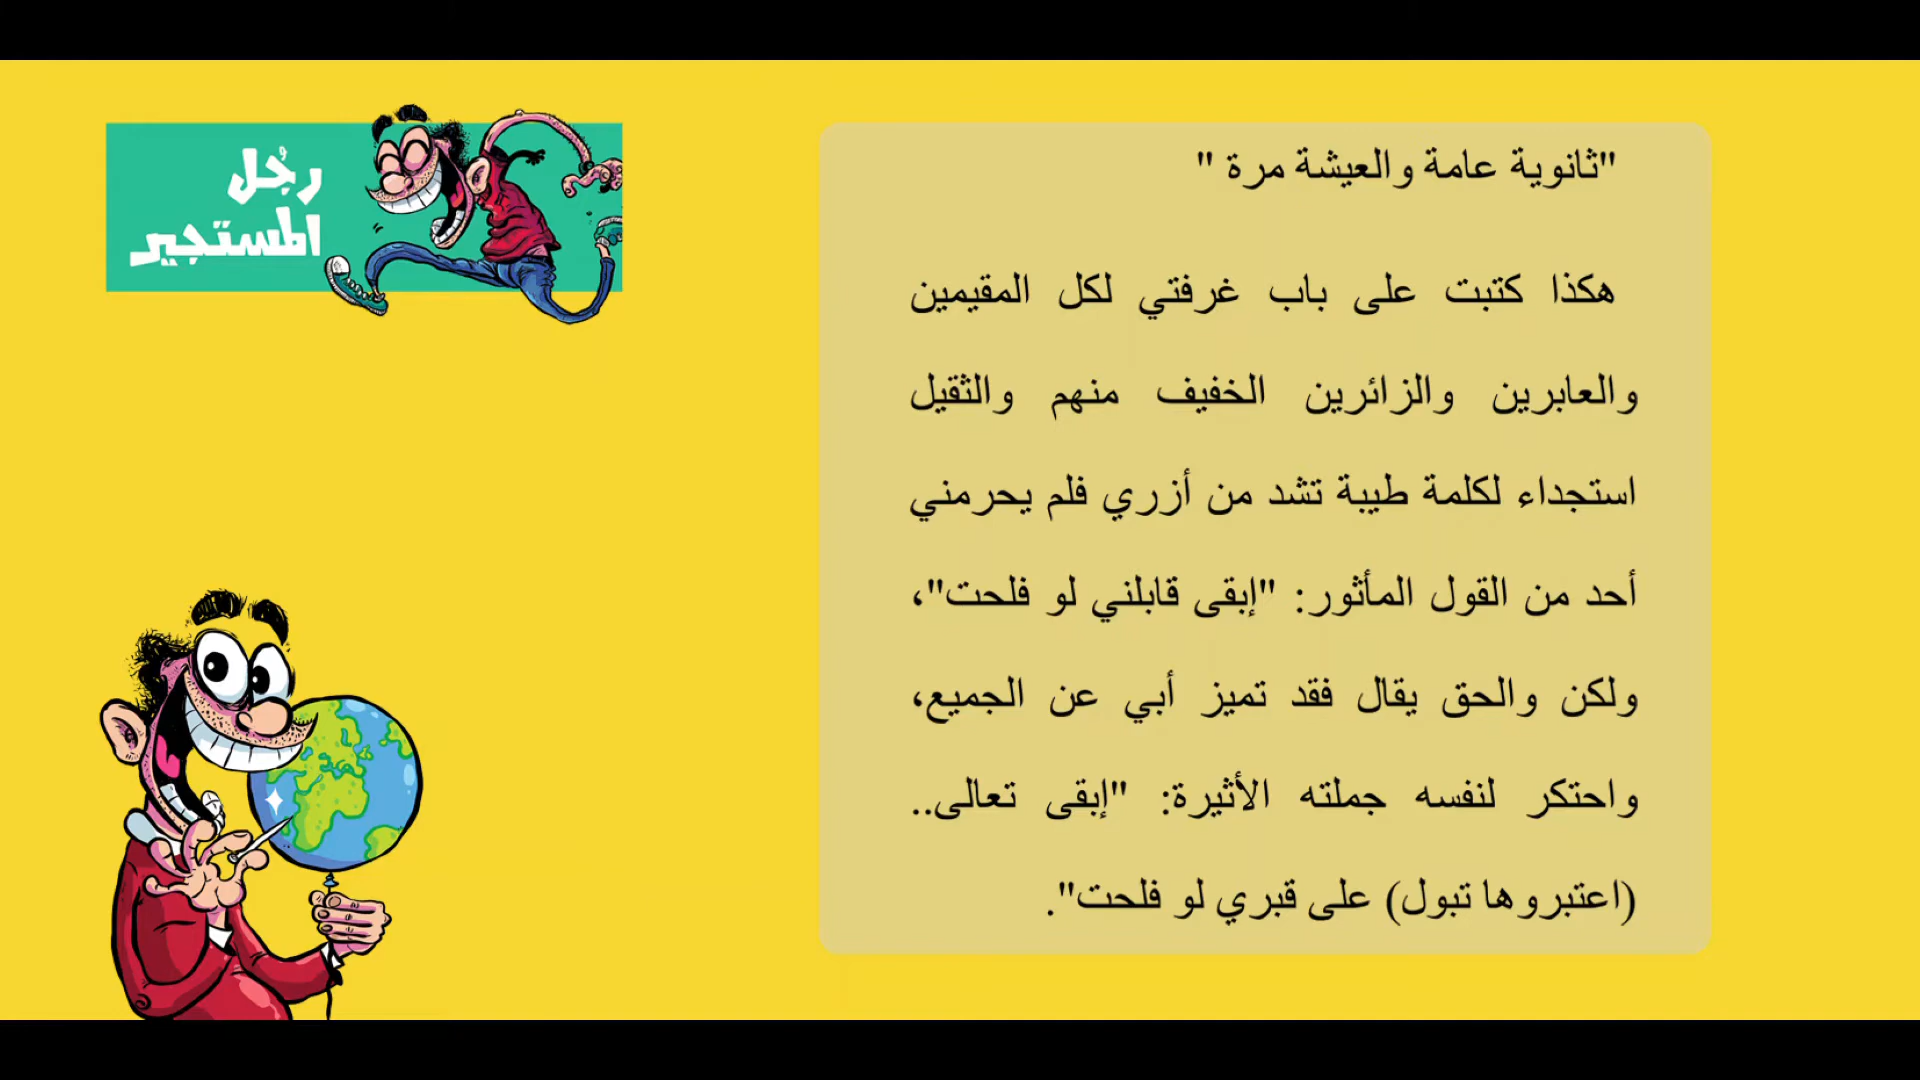 رجُل
المستجير
"ثانوية عامة والعيشة مرة "
هكذا كتبت على باب غرفتي لكل المقيمين
والعابرين والزائرين الخفيف منهم والثقيل
استجداء لكلمة طيبة تشد من أزري فلم يحرمني
أحد من القول المأثور: "إبقى قابلني لو فلحت"،
ولكن والحق يقال فقد تميز أبي عن الجميع،
واحتكر لنفسه جملته الأثيرة: "إبقى تعالى..
(اعتبروها تبول) على قبري لو فلحت".